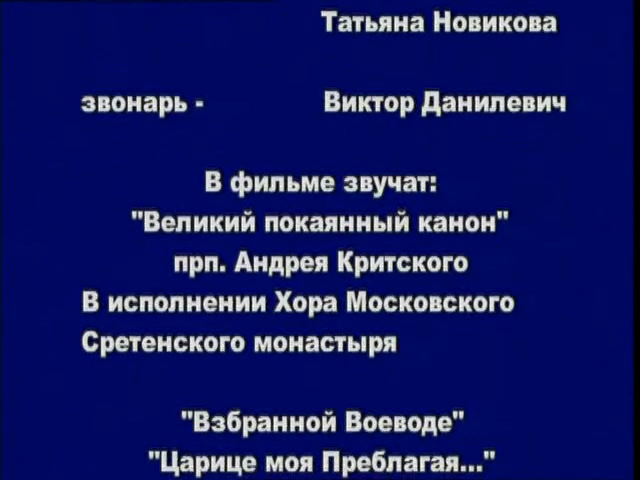 Татьяна Новикова
звонарь - Виктор Данилевич
В фильме звучат:
"Великий покаянный канон"
прп. Андрея Критского
В исполнении Хора Московского
Сретенского монастыря
"Взбранной Воеводе"
"Царице моя Преблагая..."